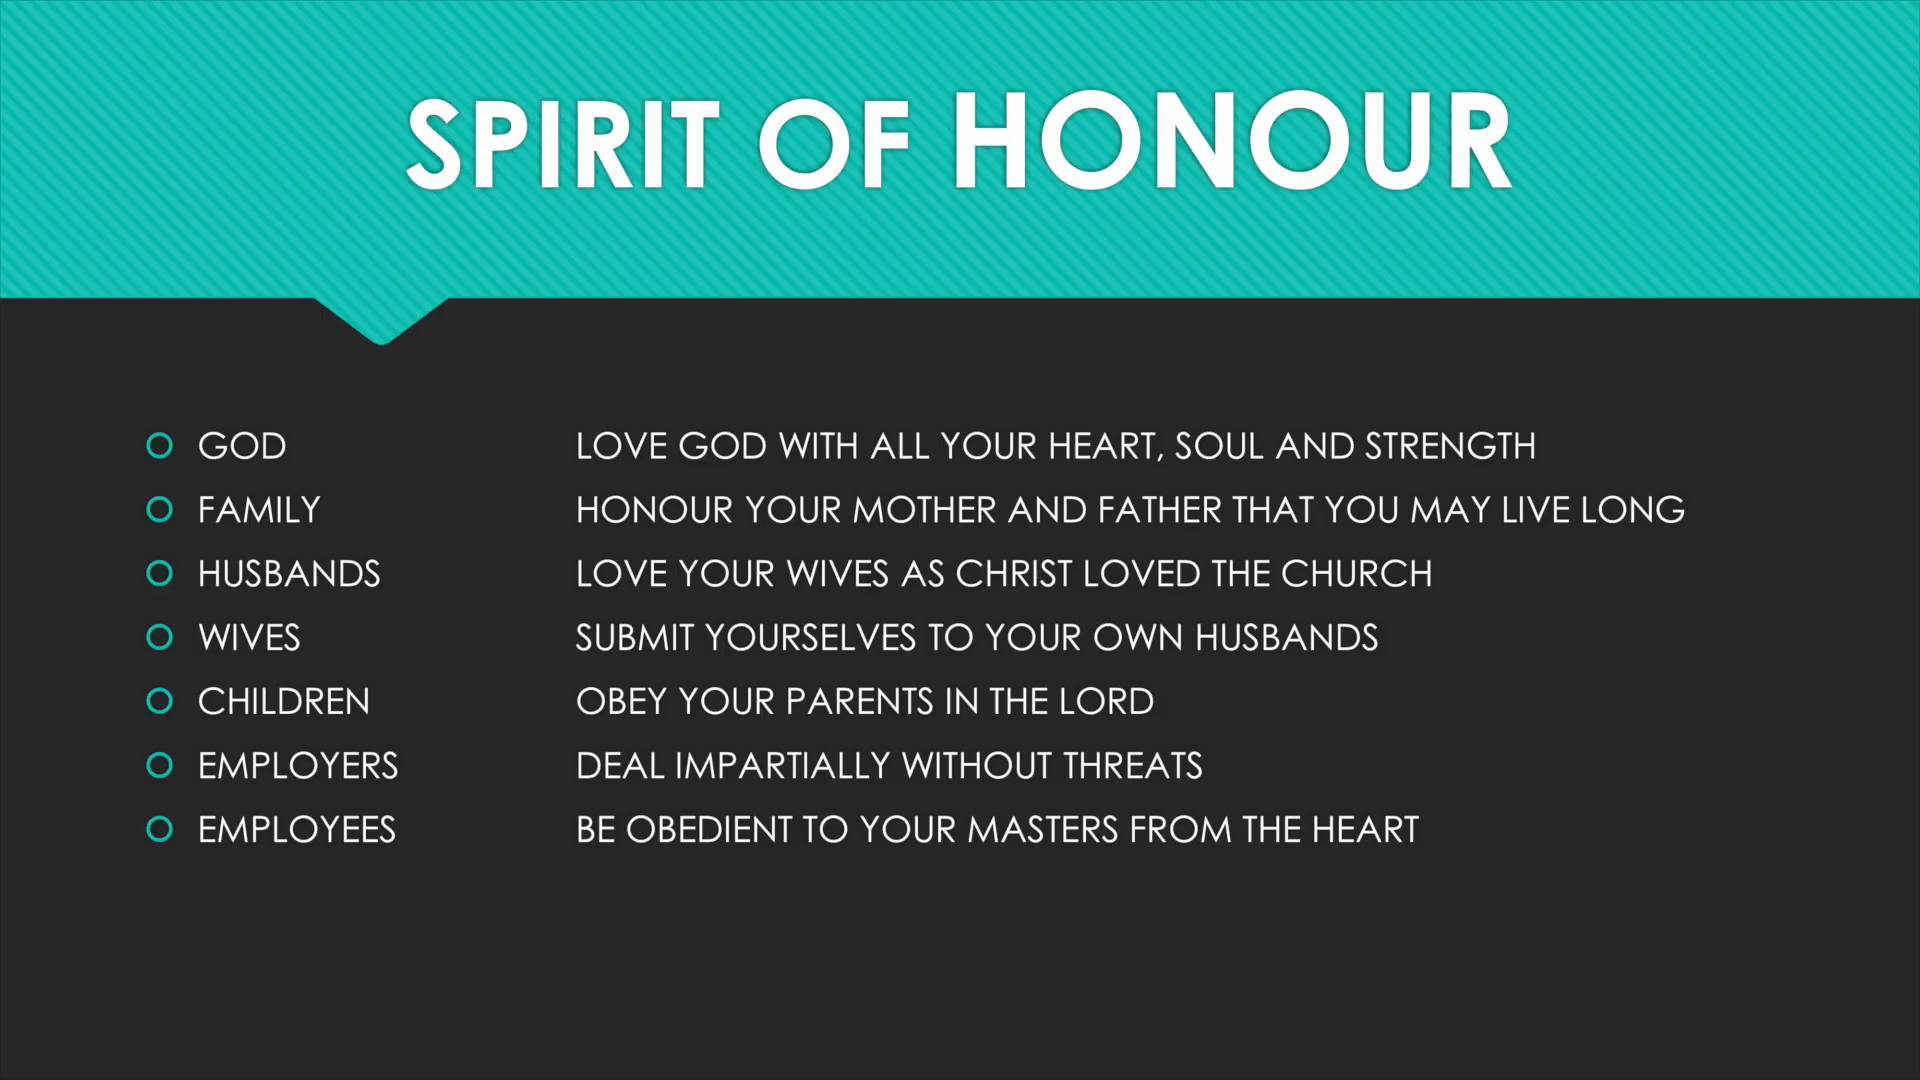 SPIRIT OF HONOUR
GOD LOVE GOD WITH ALL YOUR HEART, SOUL AND STRENGTH
FAMILY HONOUR YOUR MOTHER AND FATHER THAT YOU MAY LIVE LONG
HUSBANDS LOVE YOUR WIVES AS CHRIST LOVED THE CHURCH
WIVES SUBMIT YOURSELVES TO YOUR OWN HUSBANDS
CHILDREN OBEY YOUR PARENTS IN THE LORD
EMPLOYERS DEAL IMPARTIALLY WITHOUT THREATS
EMPLOYEES BE OBEDIENT TO YOUR MASTERS FROM THE HEART